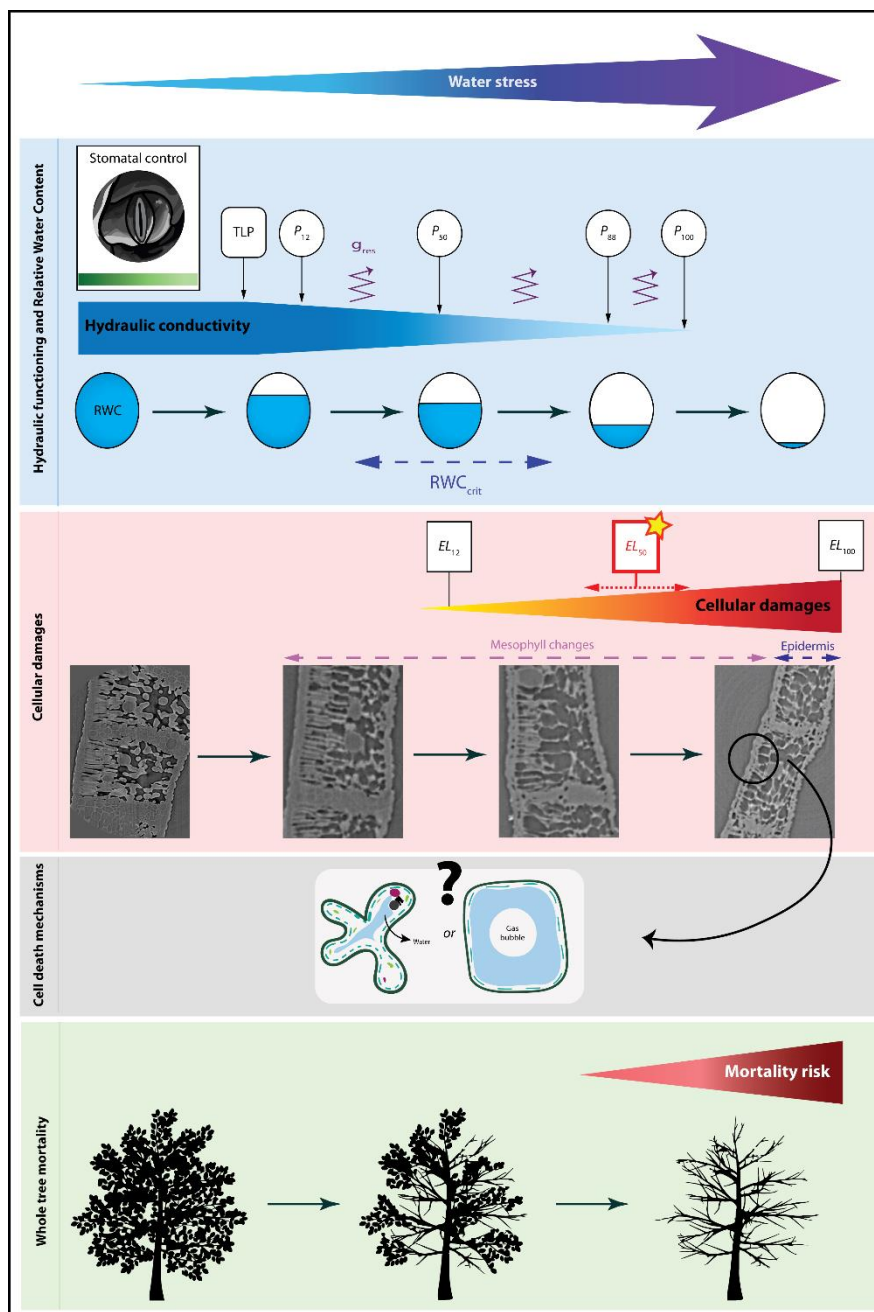 Water stress
Hydraulic functioning and Relative Water Content
Stomatal control
TLP
P12
P50
P88
P100
gres
Hydraulic conductivity
RWC
RWCcrit
Cellular damages
EL12
EL50
EL100
Cellular damages
Mesophyll changes
Epidermis
Cell death mechanisms
?
Water
or
Gas
bubble
Whole tree mortality
Mortality risk